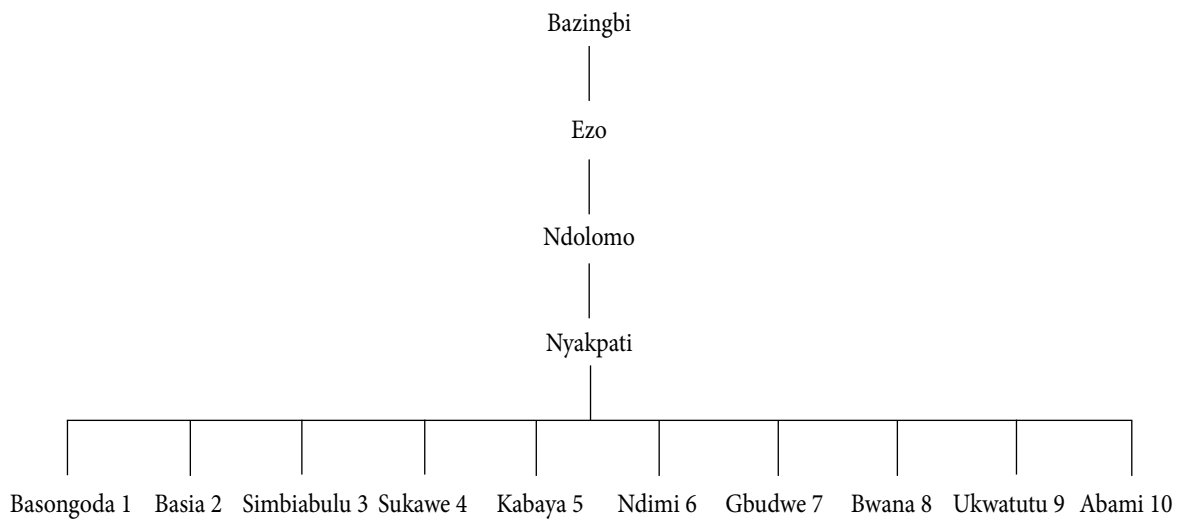 Bazingbi
Ezo
Ndolomo
Nyakpati
Basongoda 1 Basia 2 Simbiabulu 3 Sukawe 4 Kabaya 5 Ndimi 6 Gbudwe 7 Bwana 8 Ukwatutu 9 Abami 10